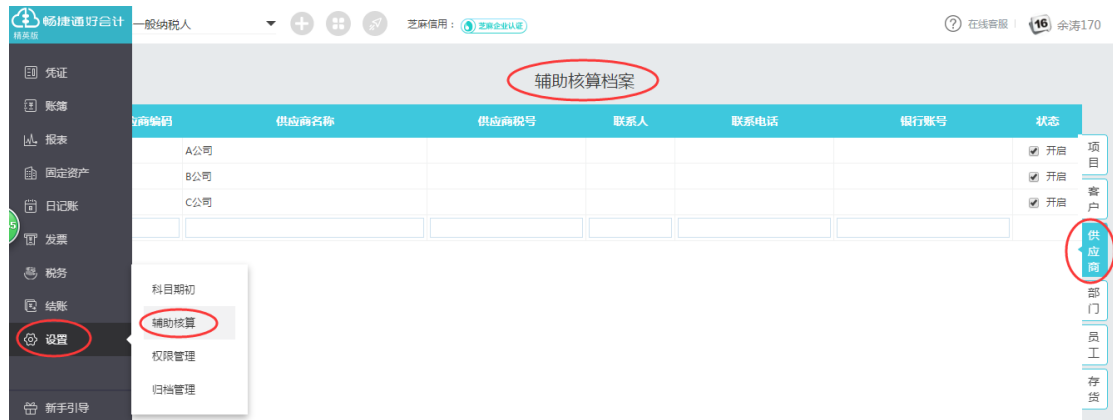 畅捷通好会计
精英版
一般纳税人
芝麻信用：
芝麻企业认证
在线客服
16
余涛170
凭证
账簿
报表
固定资产
日记账
发票
税务
结账
设置
新手引导
科目期初
辅助核算
权限管理
归档管理
辅助核算档案
应商编码 供应商名称 供应商税号 联系人 联系电话 银行账号 状态
A公司 开启
B公司 开启
C公司 开启
5
项目
客户
供应商
部门
员工
存货